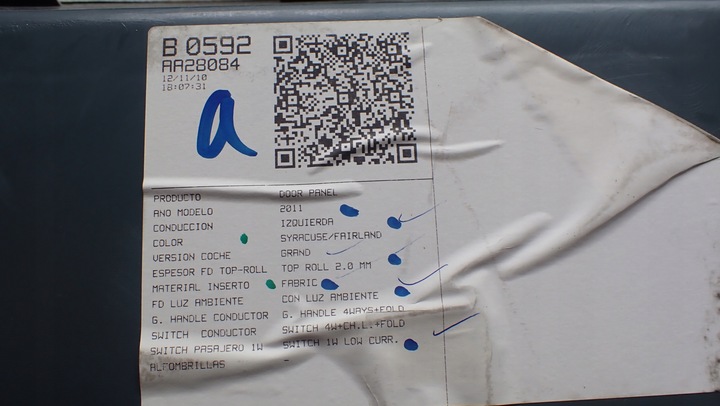 B 0592
AA28084
12/11/10
18:07:31
a
PRODUCTO DOOR PANEL
ANO MODELO 2011
CONDUCCION IZQUIERDA
COLOR SYRACUSE/FAIRLAND
VERSION COCHE GRAND
ESPESOR FD TOP-ROLL TOP ROLL 2.0 MM
MATERIAL INSERTO FABRIC
FD LUZ AMBIENTE CON LUZ AMBIENTE
G. HANDLE CONDUCTOR G. HANDLE 4WAYS+FOLD
SWITCH CONDUCTOR SWITCH 4W+CH.L.+FOLD
SWITCH PASAJERO 1W SWITCH 1W LOW CURR.
ALFOMBRILLAS -